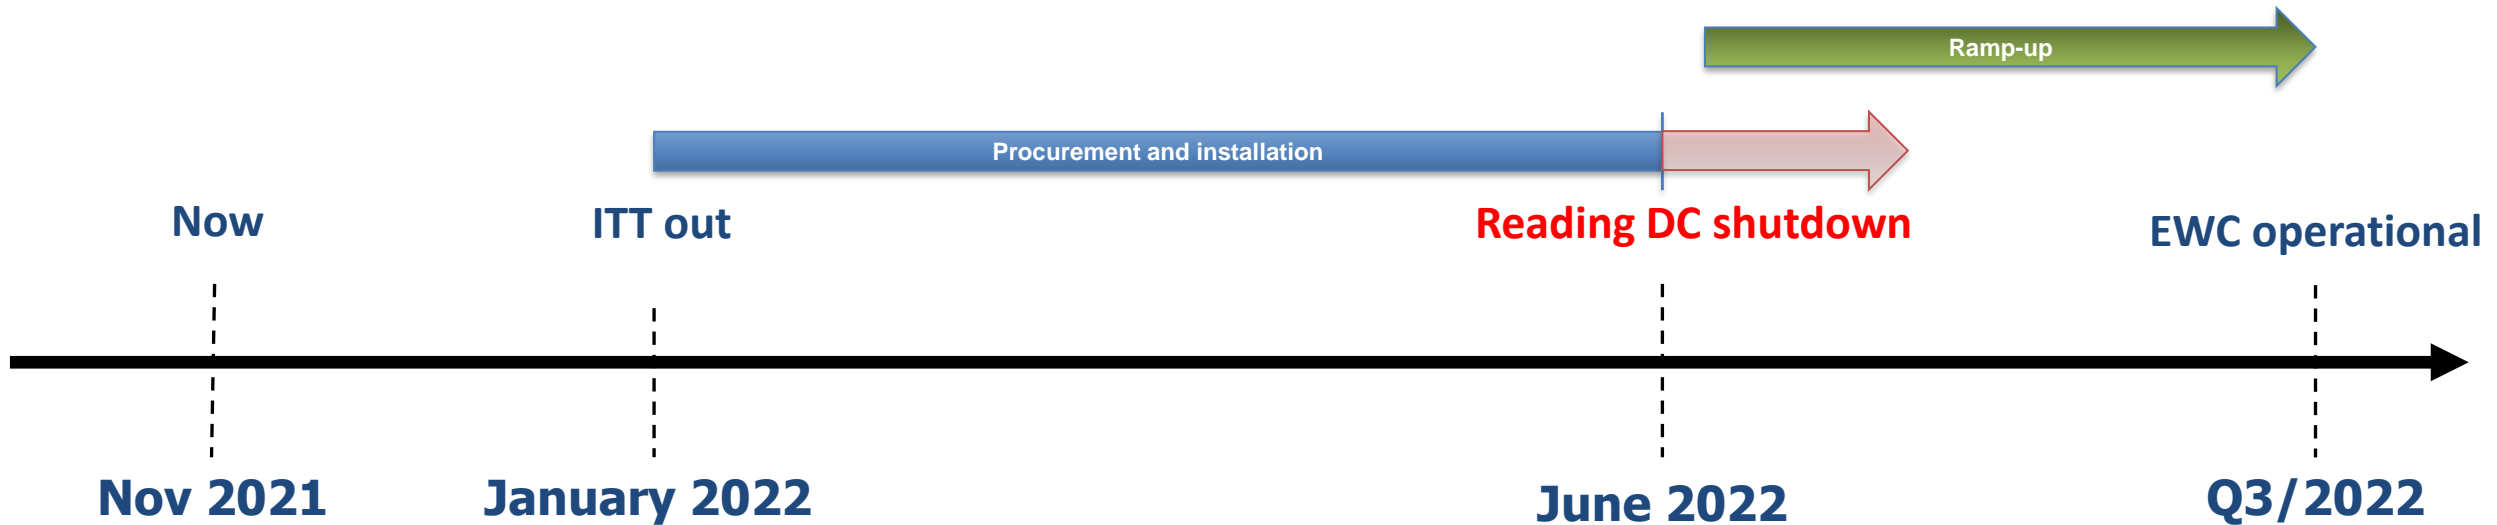 Ramp-up
Procurement and installation
Now
ITT out
Reading DC shutdown
EWC operational
Nov 2021
January 2022
June 2022
Q3/2022